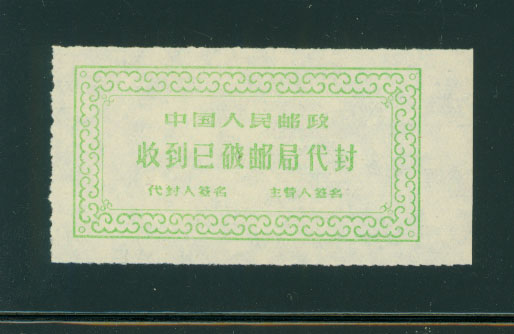 中国人民邮政
收到已破邮局代封
代封人签名 主管人签名